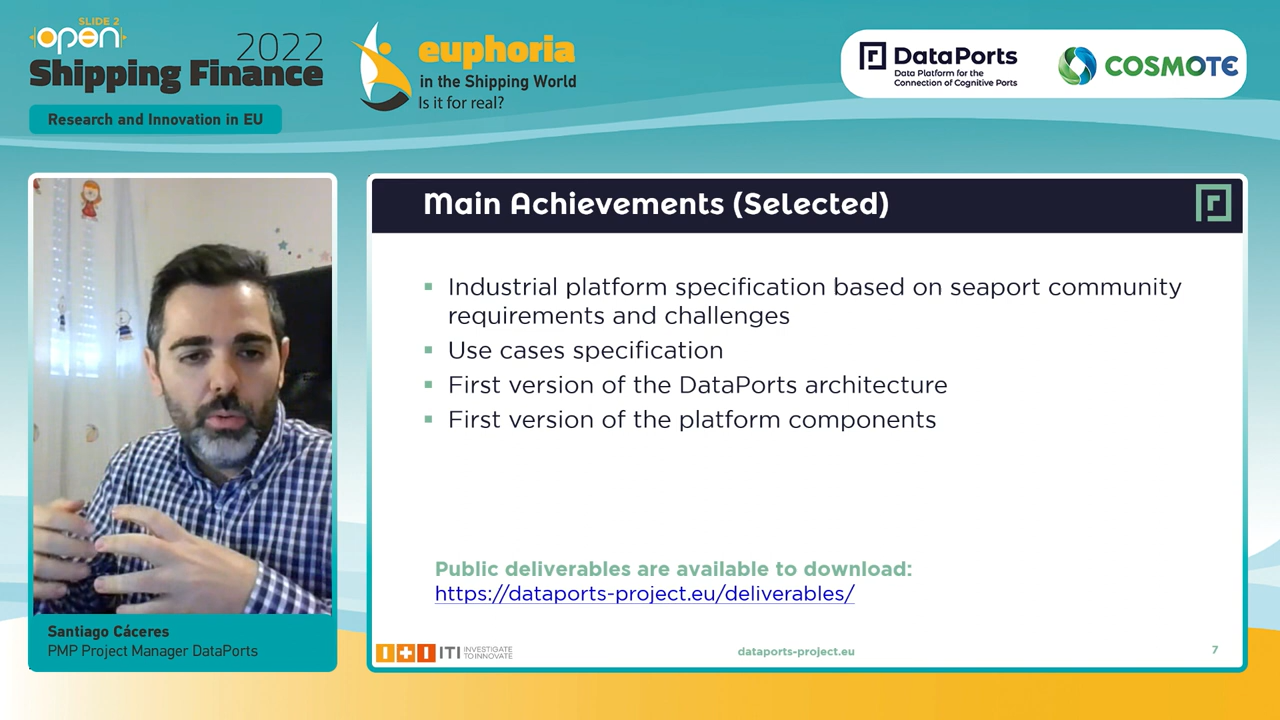 SLIDE 2
open
2022
Shipping Finance
Research and Innovation in EU
euphoria
in the Shipping World
Is it for real?
DataPorts
Data Platform for the
Connection of Cognitive Ports
COSMOTE
Main Achievements (Selected)
Industrial platform specification based on seaport community
requirements and challenges
Use cases specification
First version of the DataPorts architecture
First version of the platform components
Public deliverables are available to download:
https://dataports-project.eu/deliverables/
Santiago Cáceres
PMP Project Manager DataPorts
ITI INVESTIGATE
TO INNOVATE
dataports-project.eu
7